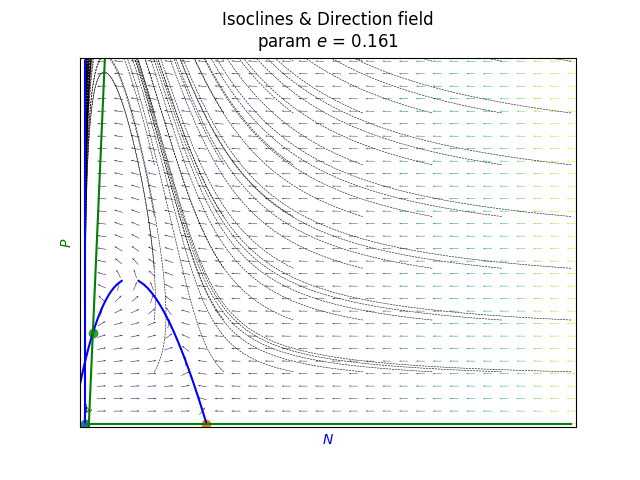 Isoclines & Direction field
param e = 0.161
P
N